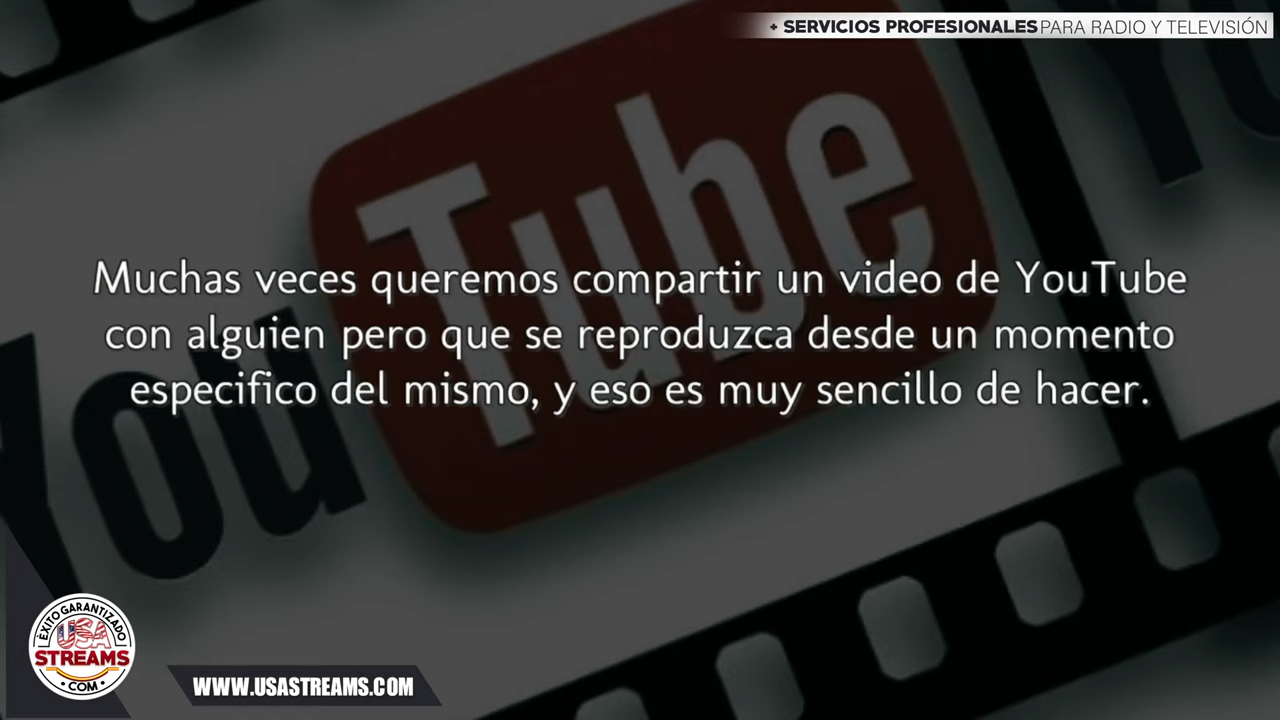 + SERVICIOS PROFESIONALES PARA RADIO Y TELEVISIÓN
You Tube
Muchas veces queremos compartir un video de YouTube
con alguien pero que se reproduzca desde un momento
especifico del mismo, y eso es muy sencillo de hacer.
ÉXITO GARANTIZADO
USA
STREAMS
.COM
WWW.USASTREAMS.COM